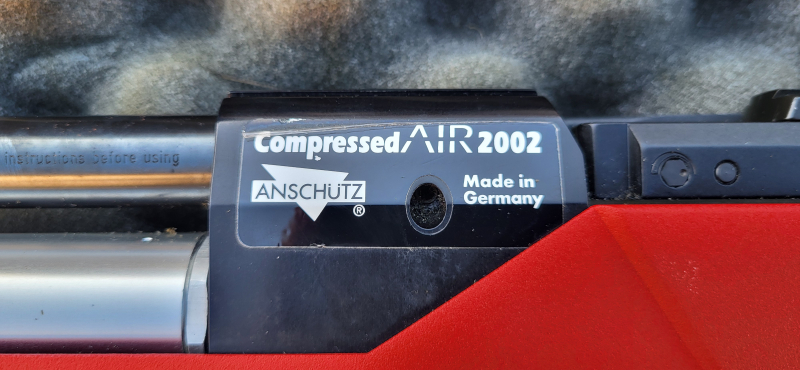 instructions before using
Compressed AIR 2002
ANSCHÜTZ
®
Made in
Germany